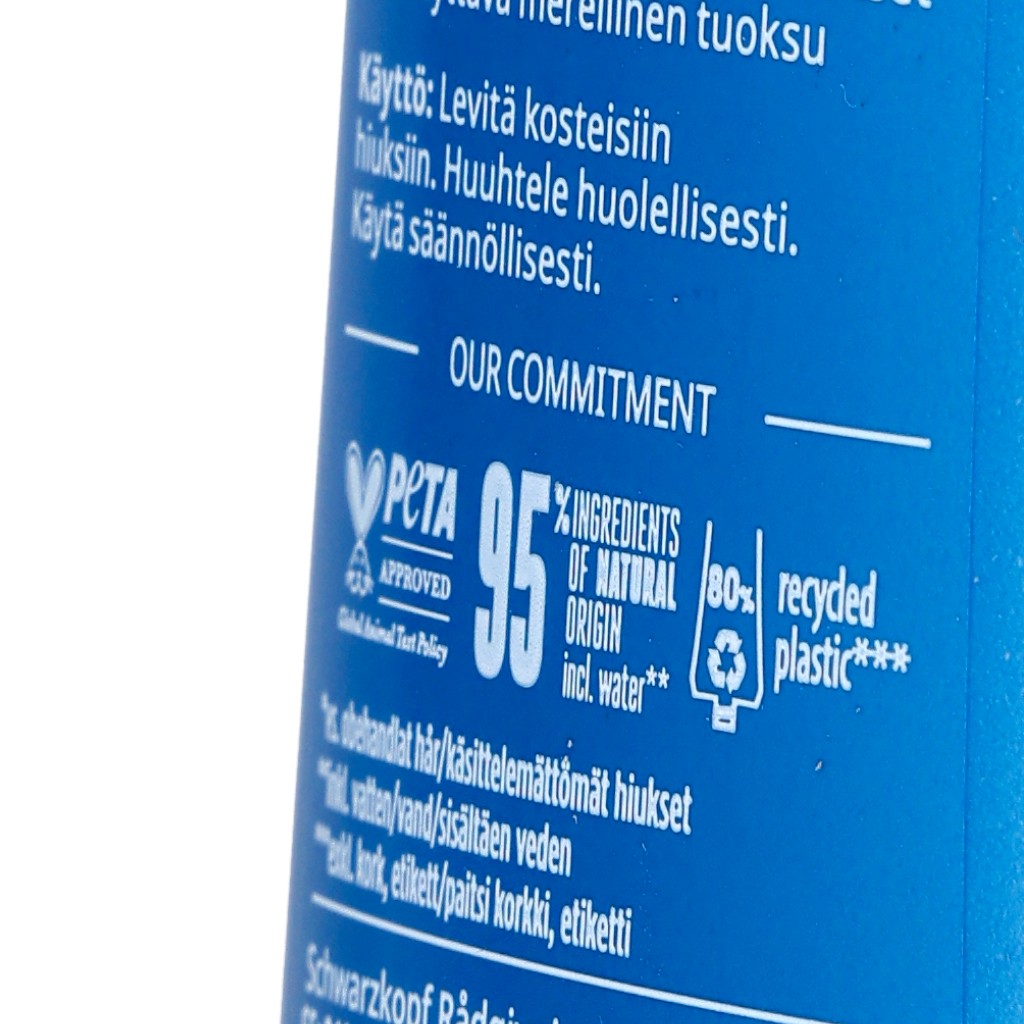 merellinen tuoksu
Käyttö: Levitä kosteisiin
hiuksiin. Huuhtele huolellisesti.
Käytä säännöllisesti.
OUR COMMITMENT
PETA
APPROVED
Global Animal Test Policy
95% INGREDIENTS
OF NATURAL
ORIGIN
incl. water**
80%
recycled
plastic***
*vs. obehandlat hår/käsittelemättömät hiukset
**inkl. vatten/vand/sisältäen veden
***exkl. kork, etikett/paitsi korkki, etiketti
Schwarzkopf